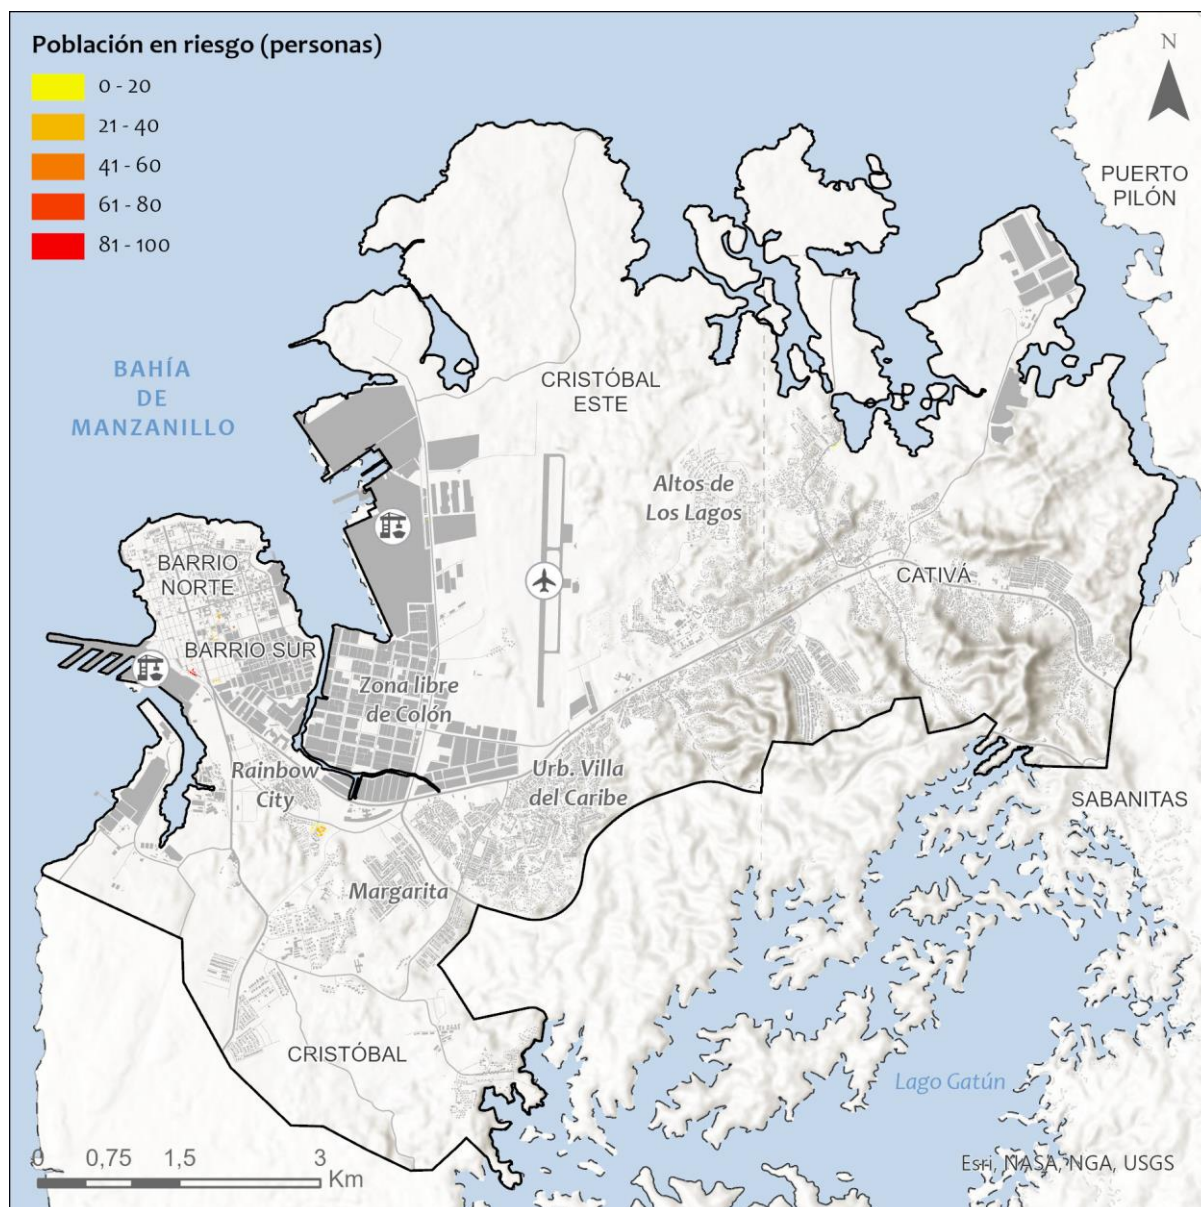 Población en riesgo (personas)
0 - 20
21 - 40
41 - 60
61 - 80
81 - 100
N
PUERTO
PILÓN
BAHÍA
DE
MANZANILLO
CRISTÓBAL
ESTE
Altos de
Los Lagos
BARRIO
NORTE
CATIVÁ
BARRIO SUR
Zona libre
de Colón
Rainbow
City
Urb. Villa
del Caribe
SABANITAS
Margarita
CRISTÓBAL
Lago Gatún
0 0,75 1,5 3
Km
Esri, NASA, NGA, USGS